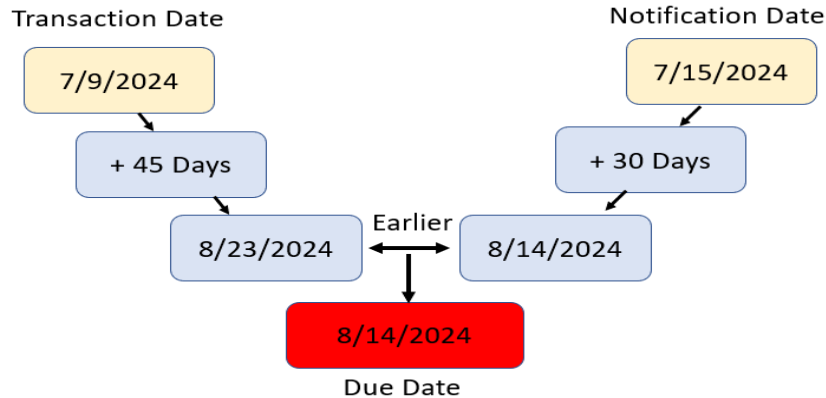 Transaction Date
Notification Date
7/9/2024
7/15/2024
+ 45 Days
+ 30 Days
Earlier
8/23/2024
8/14/2024
8/14/2024
Due Date